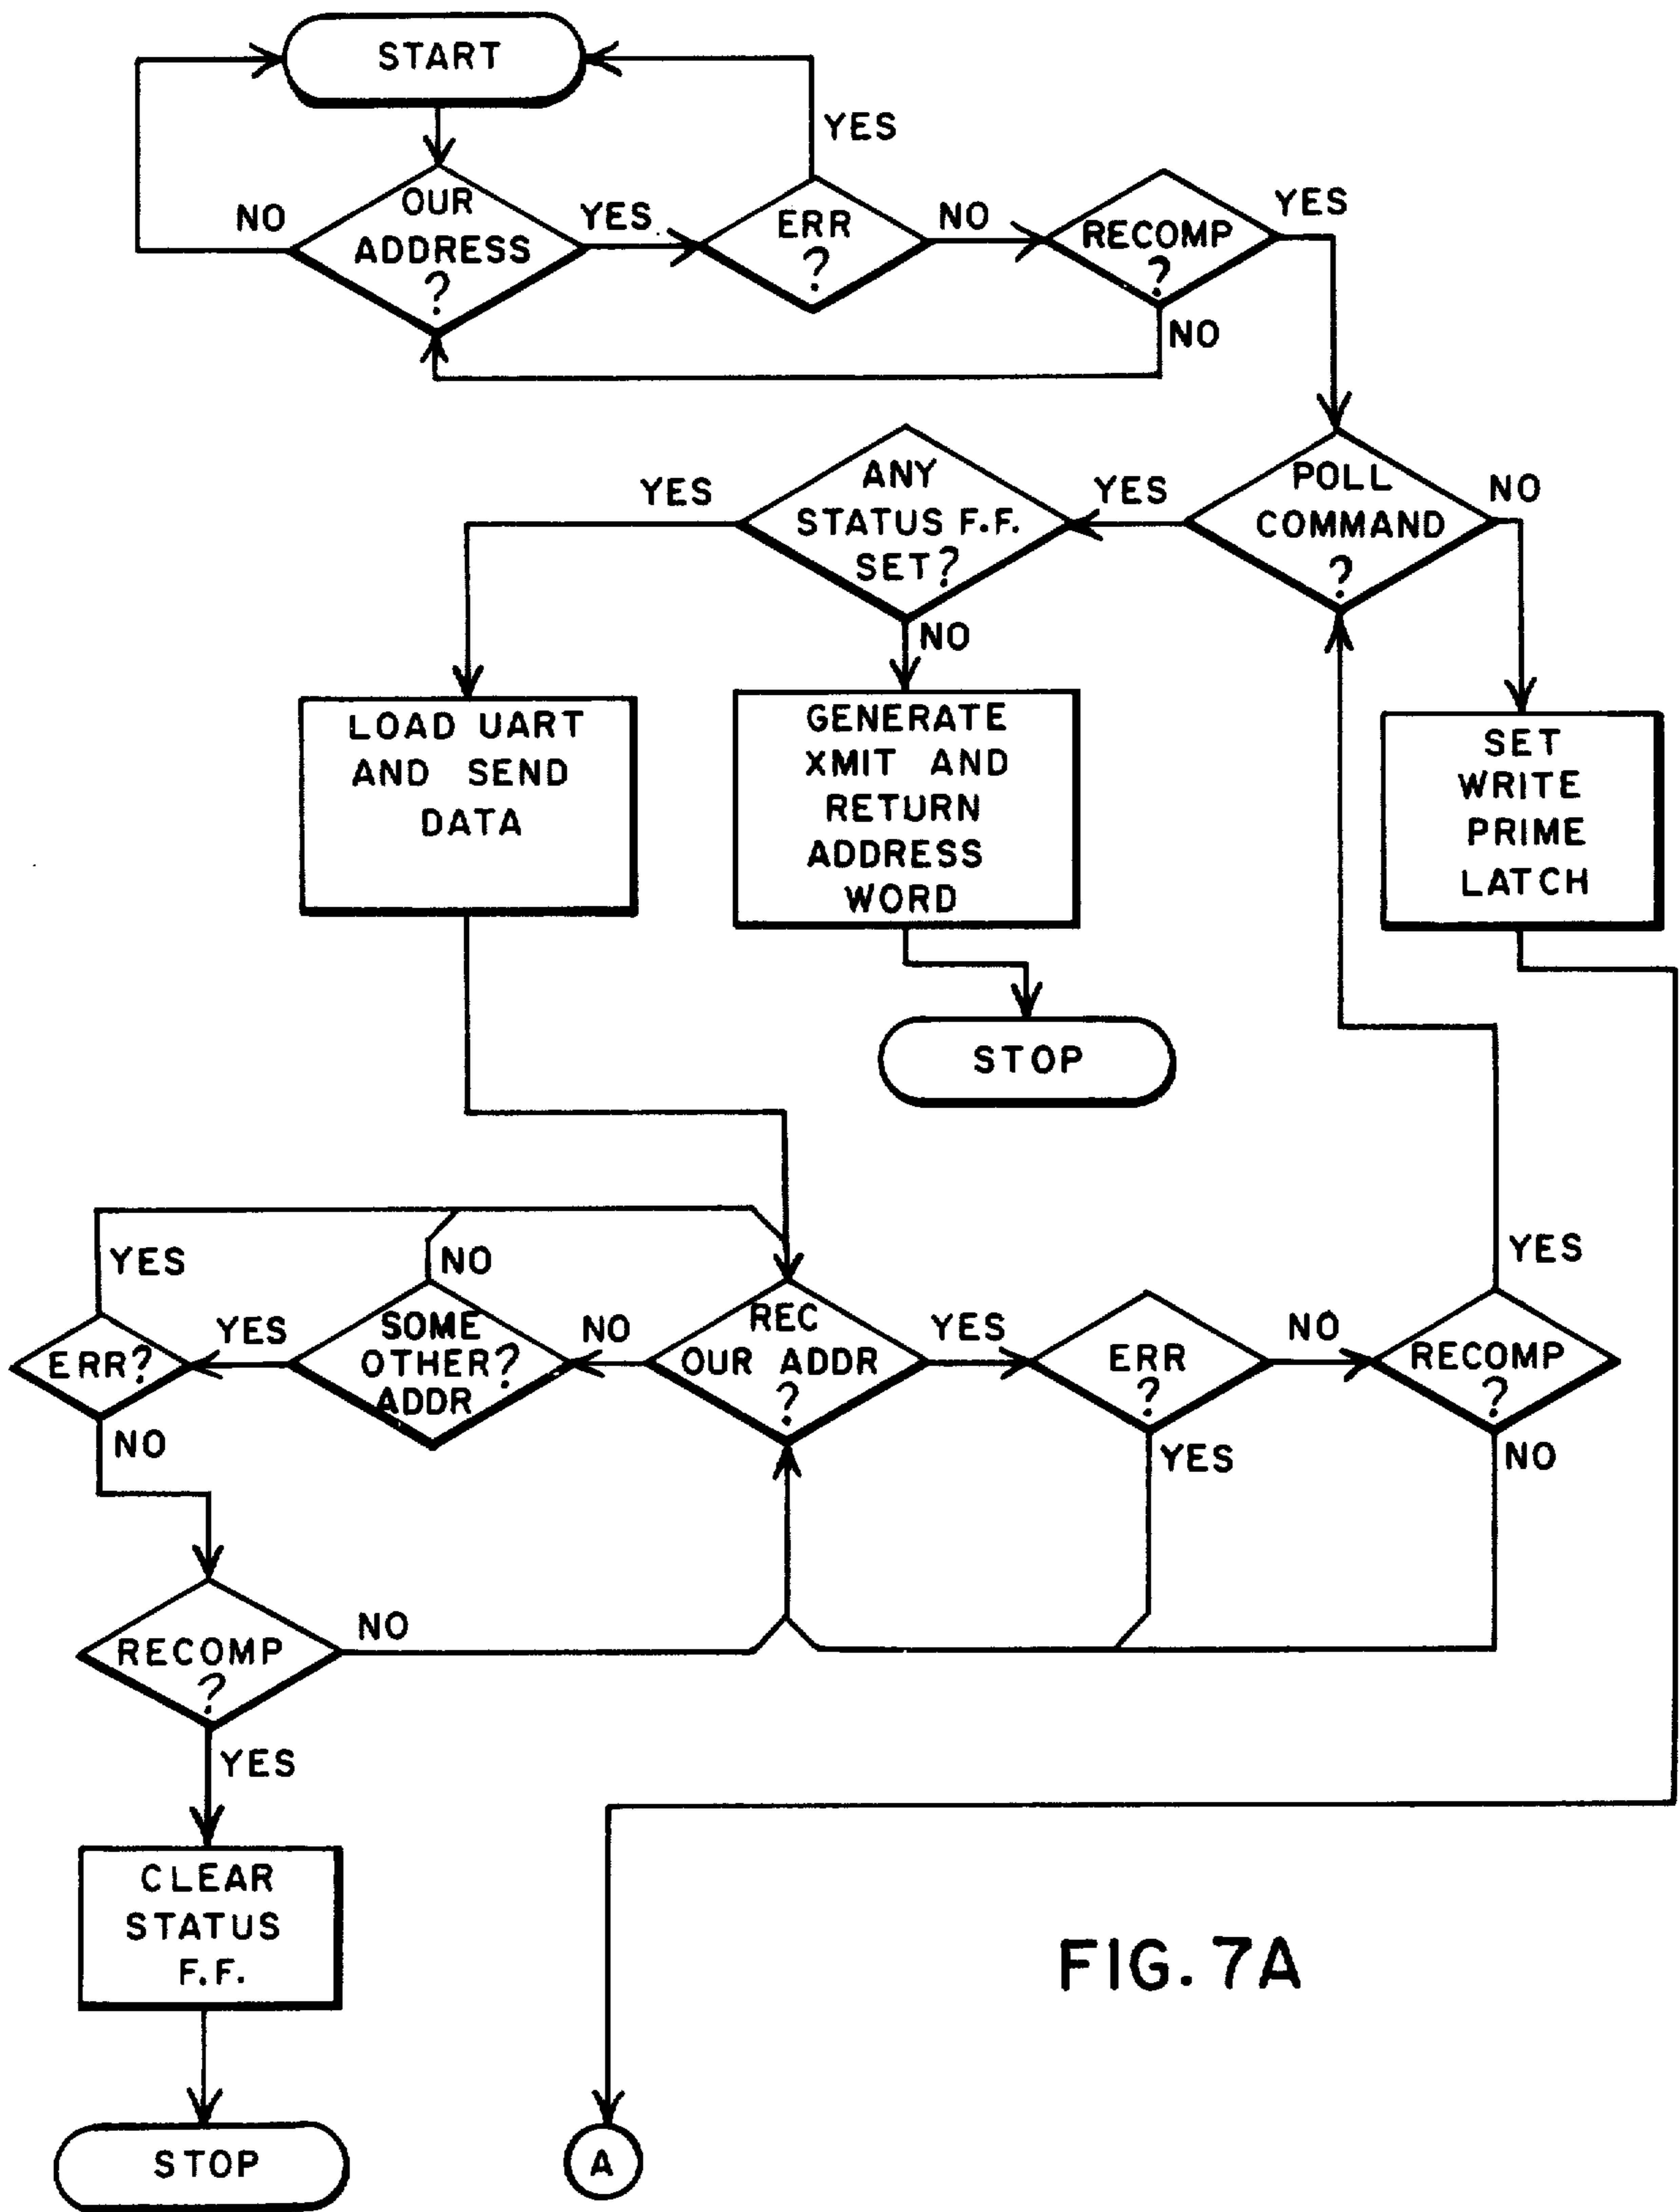 START
YES
NO
OUR
ADDRESS
?
YES
ERR
?
NO
RECOMP
?
YES
NO
YES
ANY
STATUS F.F.
SET?
YES
POLL
COMMAND
?
NO
NO
LOAD UART
AND SEND
DATA
GENERATE
XMIT AND
RETURN
ADDRESS
WORD
SET
WRITE
PRIME
LATCH
STOP
YES
NO
YES
ERR?
YES
SOME
OTHER?
ADDR
NO
REC
OUR ADDR
?
YES
ERR
?
NO
RECOMP
?
NO
YES
NO
RECOMP
?
NO
YES
CLEAR
STATUS
F.F.
FIG. 7A
STOP
A